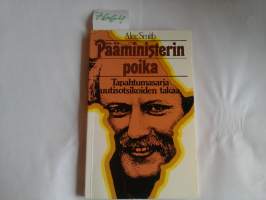 Alec Smith
Pääministerin
poika
Tapahtumasarja
uutisotsikoiden takaa